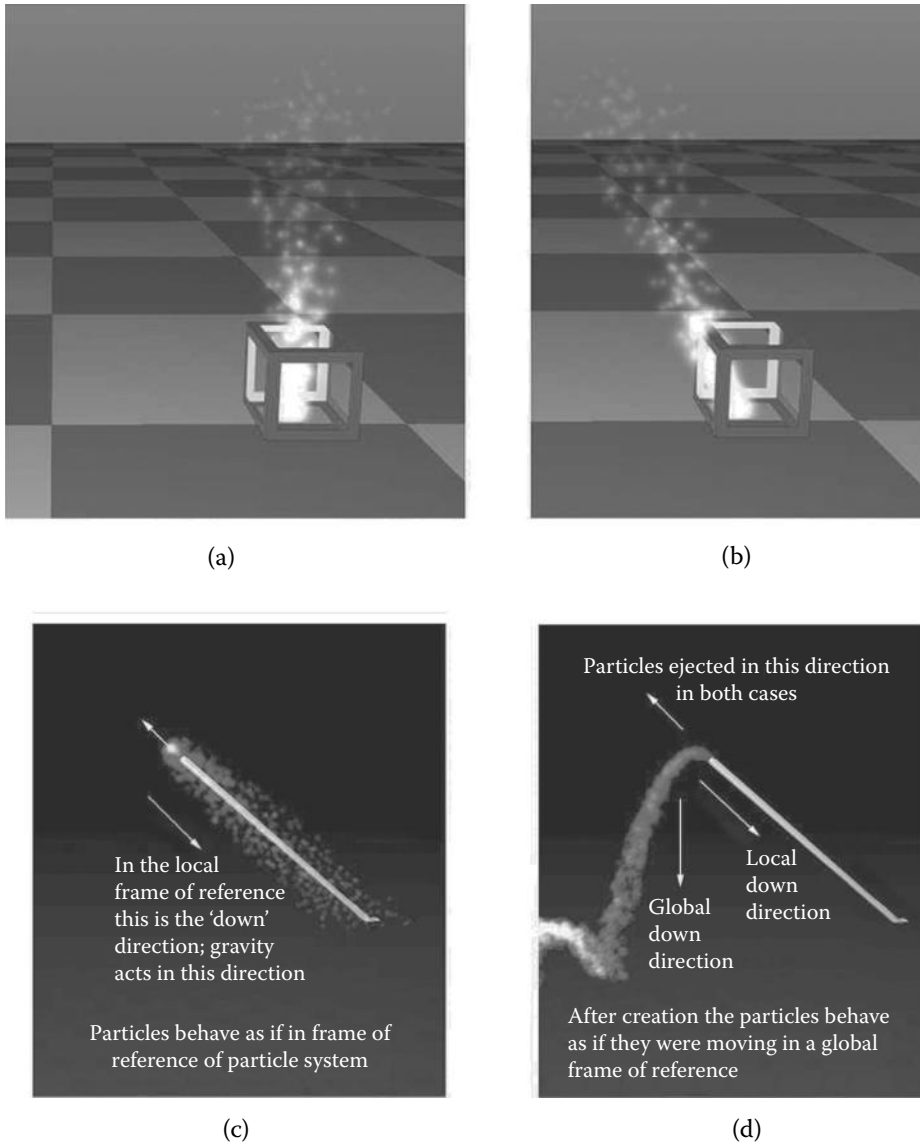 (a)
(b)
In the local
frame of reference
this is the ‘down’
direction; gravity
acts in this direction
Particles behave as if in frame of
reference of particle system
(c)
Particles ejected in this direction
in both cases
Local
down
direction
Global
down
direction
After creation the particles behave
as if they were moving in a global
frame of reference
(d)